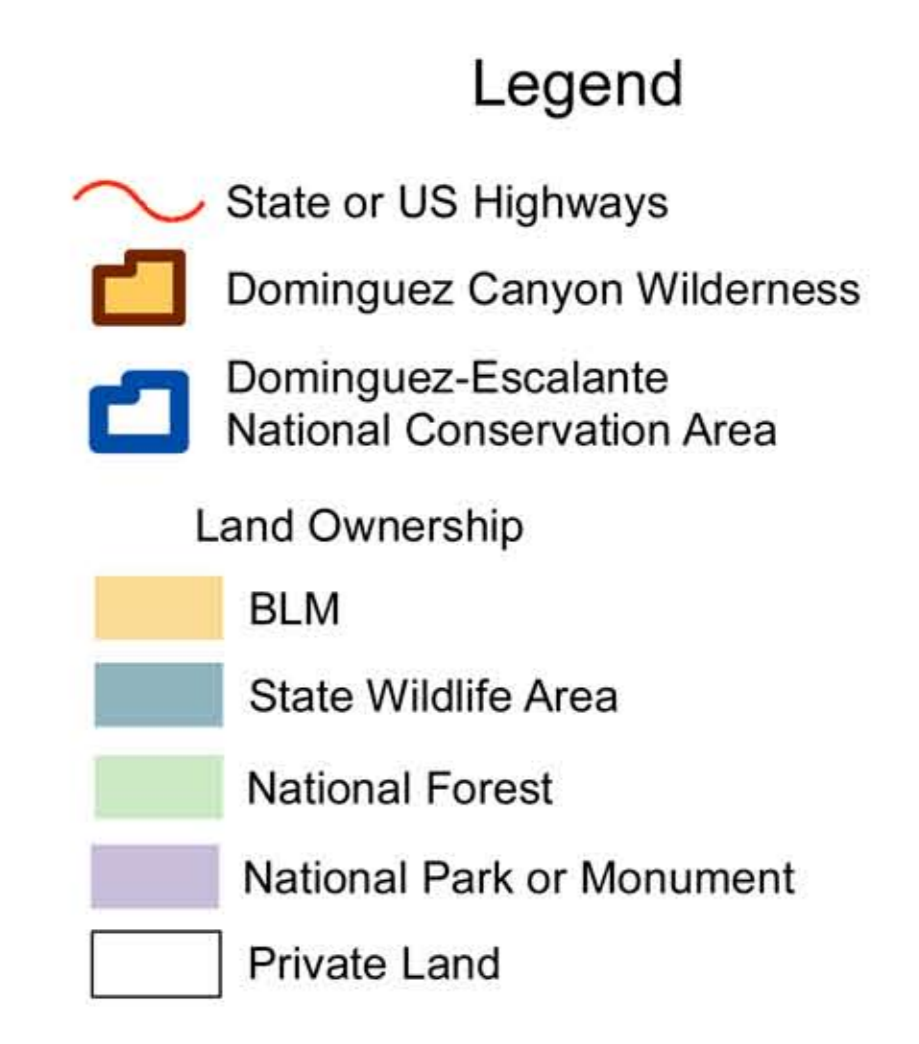 Legend
State or US Highways
Dominguez Canyon Wilderness
Dominguez-Escalante
National Conservation Area
Land Ownership
BLM
State Wildlife Area
National Forest
National Park or Monument
Private Land